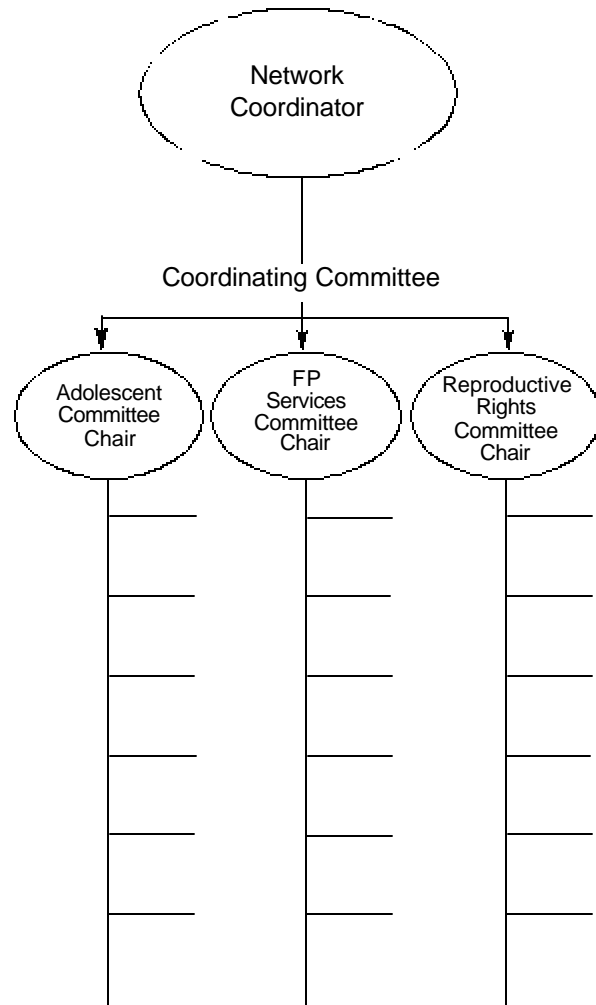 Network
Coordinator
Coordinating Committee
Adolescent
Committee
Chair
FP
Services
Committee
Chair
Reproductive
Rights
Committee
Chair